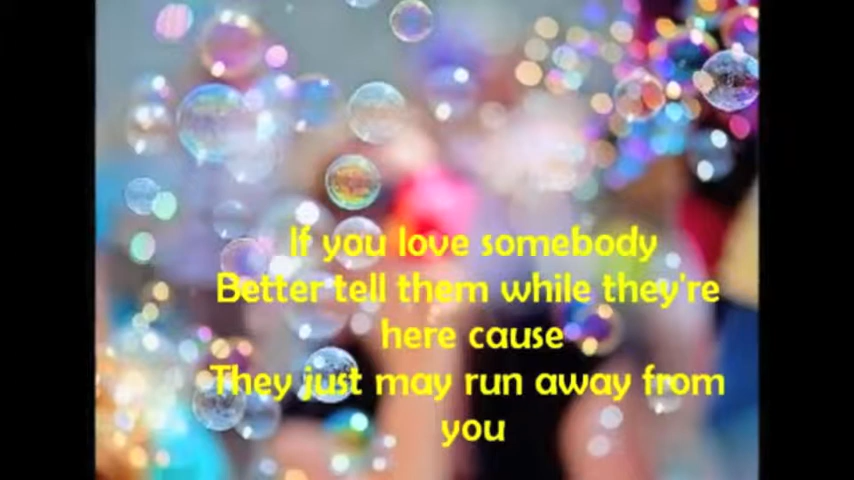 If you love somebody
Better tell them while they're
here cause
They just may run away from
you